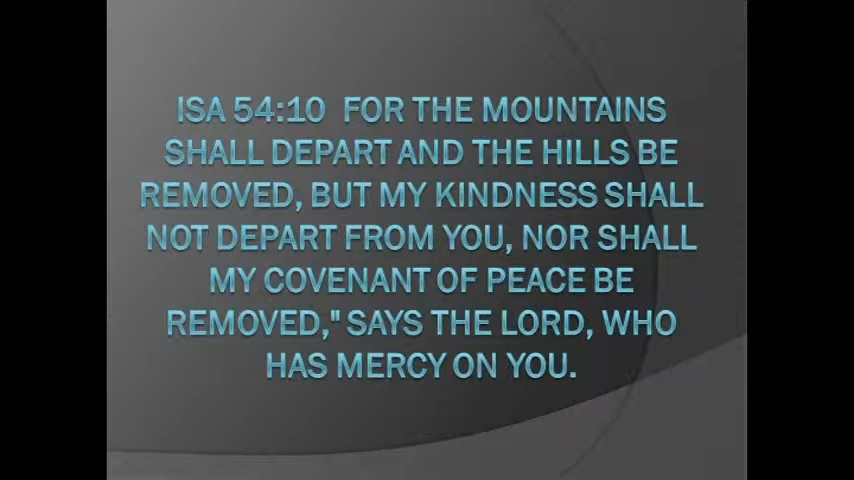 ISA 54:10  FOR THE MOUNTAINS
SHALL DEPART AND THE HILLS BE
REMOVED, BUT MY KINDNESS SHALL
NOT DEPART FROM YOU, NOR SHALL
MY COVENANT OF PEACE BE
REMOVED," SAYS THE LORD, WHO
HAS MERCY ON YOU.